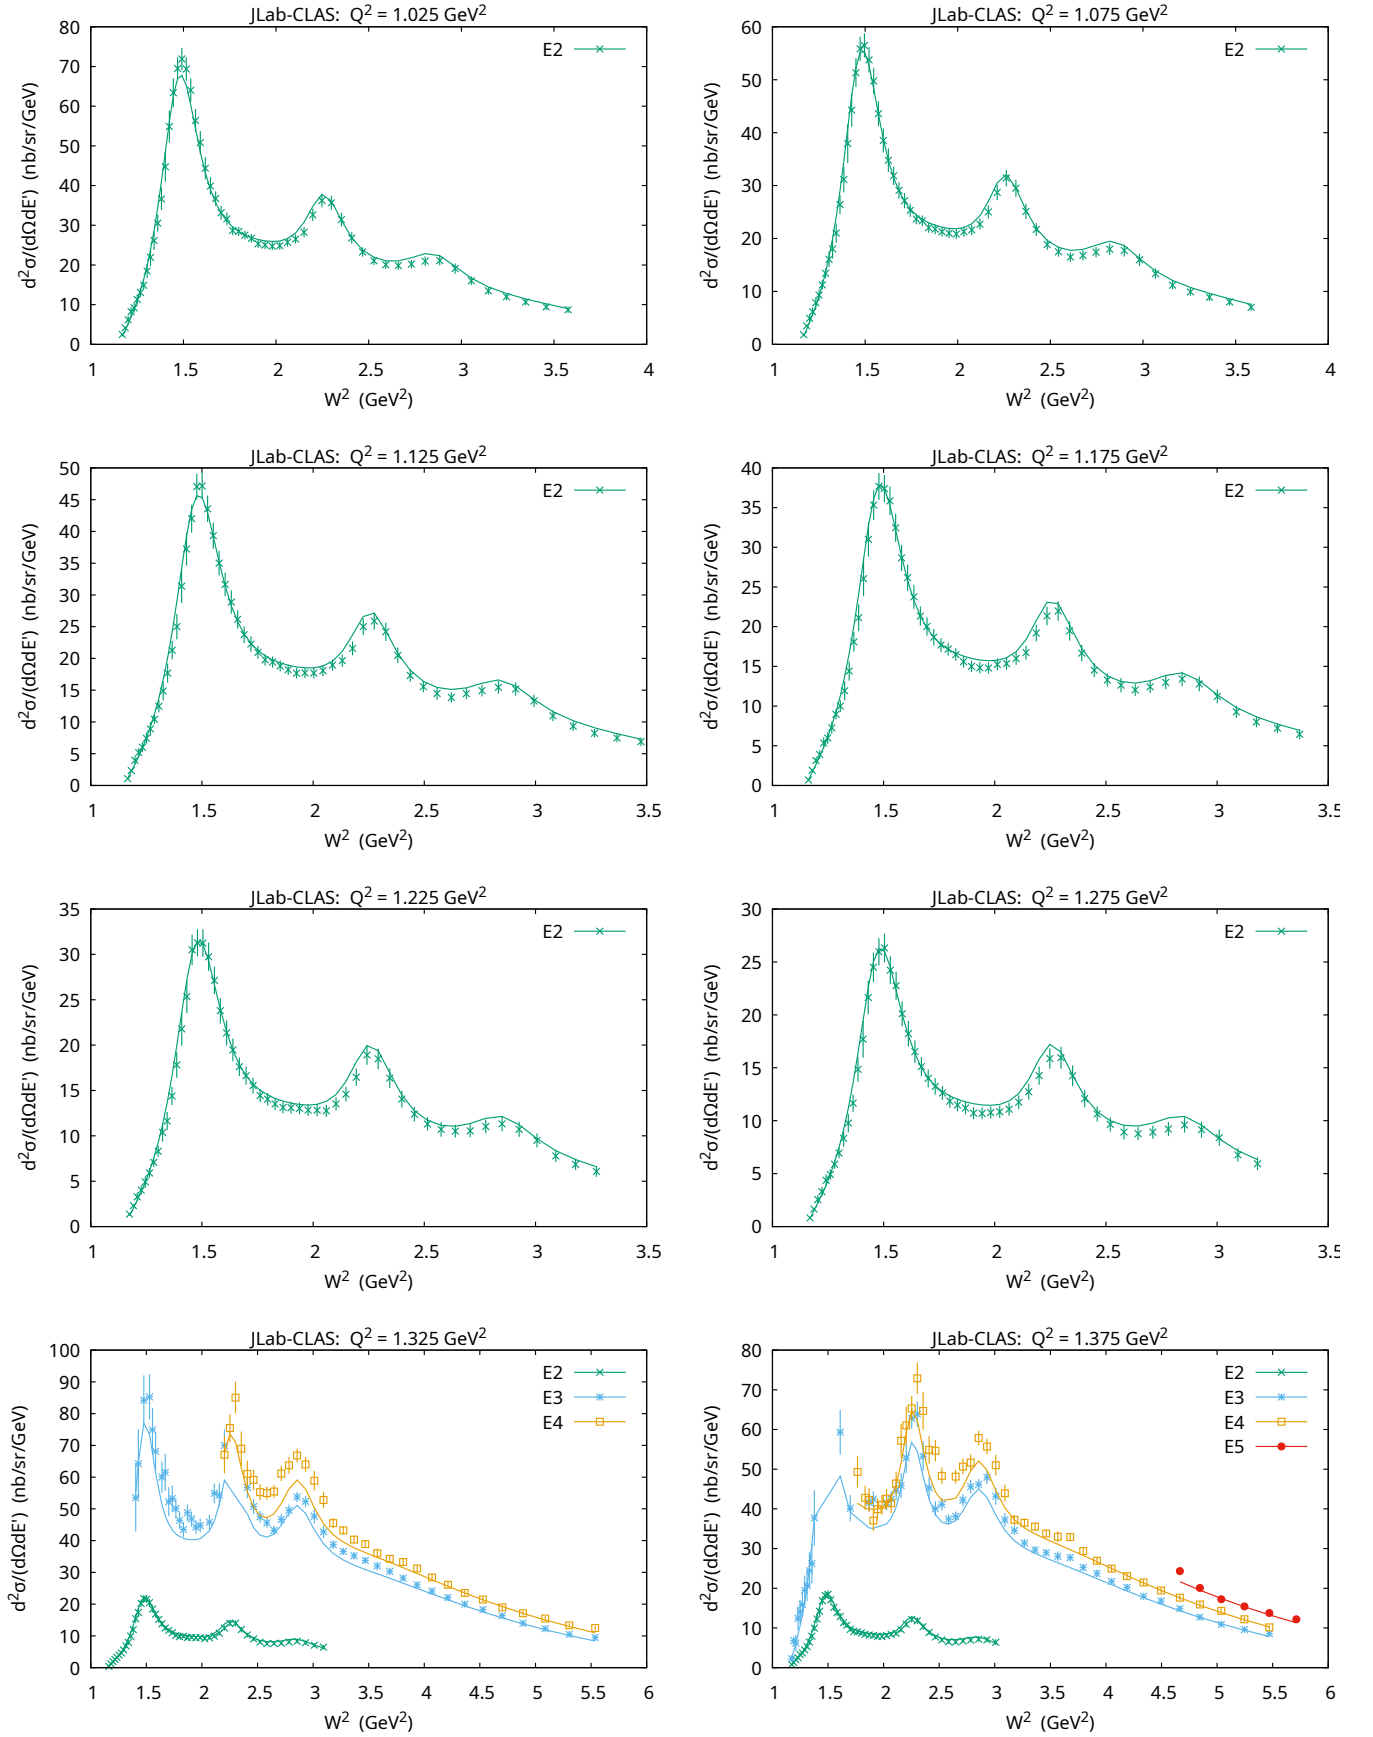 JLab-CLAS: Q² = 1.025 GeV²
E2
d²σ/(dΩdE') (nb/sr/GeV)
80
70
60
50
40
30
20
10
0
1 1.5 2 2.5 3 3.5 4
W² (GeV²)
JLab-CLAS: Q² = 1.075 GeV²
E2
d²σ/(dΩdE') (nb/sr/GeV)
60
50
40
30
20
10
0
1 1.5 2 2.5 3 3.5 4
W² (GeV²)
JLab-CLAS: Q² = 1.125 GeV²
E2
d²σ/(dΩdE') (nb/sr/GeV)
50
45
40
35
30
25
20
15
10
5
0
1 1.5 2 2.5 3 3.5
W² (GeV²)
JLab-CLAS: Q² = 1.175 GeV²
E2
d²σ/(dΩdE') (nb/sr/GeV)
40
35
30
25
20
15
10
5
0
1 1.5 2 2.5 3 3.5
W² (GeV²)
JLab-CLAS: Q² = 1.225 GeV²
E2
d²σ/(dΩdE') (nb/sr/GeV)
35
30
25
20
15
10
5
0
1 1.5 2 2.5 3 3.5
W² (GeV²)
JLab-CLAS: Q² = 1.275 GeV²
E2
d²σ/(dΩdE') (nb/sr/GeV)
30
25
20
15
10
5
0
1 1.5 2 2.5 3 3.5
W² (GeV²)
JLab-CLAS: Q² = 1.325 GeV²
E2
E3
E4
d²σ/(dΩdE') (nb/sr/GeV)
100
90
80
70
60
50
40
30
20
10
0
1 1.5 2 2.5 3 3.5 4 4.5 5 5.5 6
W² (GeV²)
JLab-CLAS: Q² = 1.375 GeV²
E2
E3
E4
E5
d²σ/(dΩdE') (nb/sr/GeV)
80
70
60
50
40
30
20
10
0
1 1.5 2 2.5 3 3.5 4 4.5 5 5.5 6
W² (GeV²)